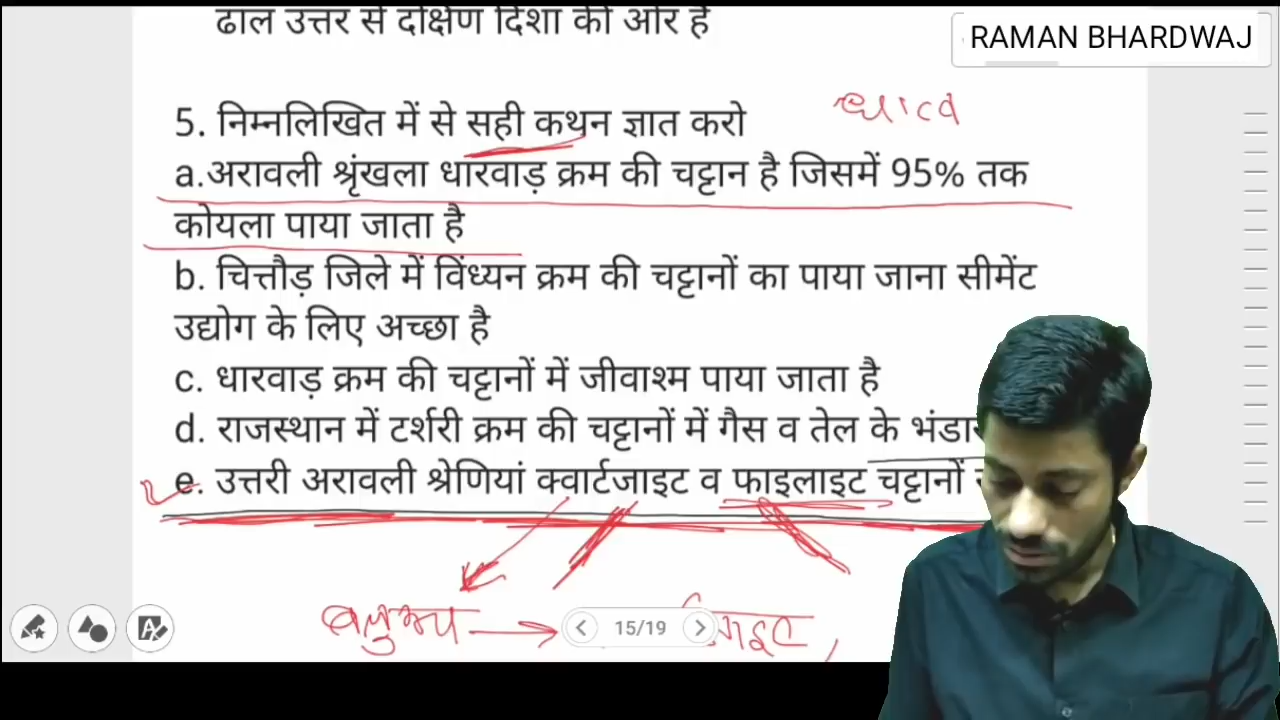 ढाल उत्तर से दक्षिण दिशा की ओर है
RAMAN BHARDWAJ
5. निम्नलिखित में से सही कथन ज्ञात करो
a.अरावली श्रृंखला धारवाड़ क्रम की चट्टान है जिसमें 95% तक
कोयला पाया जाता है
b. चित्तौड़ जिले में विंध्यन क्रम की चट्टानों का पाया जाना सीमेंट
उद्योग के लिए अच्छा है
c. धारवाड़ क्रम की चट्टानों में जीवाश्म पाया जाता है
d. राजस्थान में टर्शरी क्रम की चट्टानों में गैस व तेल के
e. उत्तरी अरावली श्रेणियां क्वार्टजाइट व फाइलाइट चट्टानों
15/19